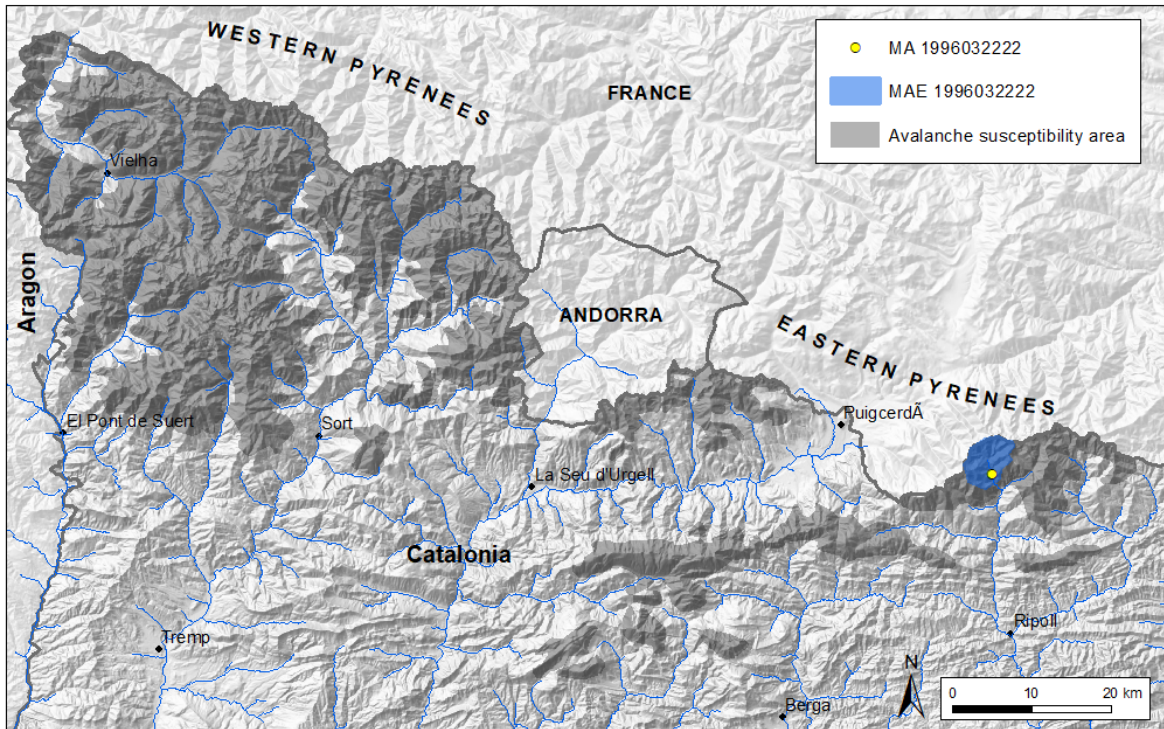 WESTERN PYRENEES
FRANCE
MA 1996032222
MAE 1996032222
Avalanche susceptibility area
Vielha
Aragon
ANDORRA
EASTERN PYRENEES
El Pont de Suert
Sort
PuigcerdÃ
La Seu d'Urgell
Catalonia
Tremp
Ripoll
Berga
N
0 10 20 km